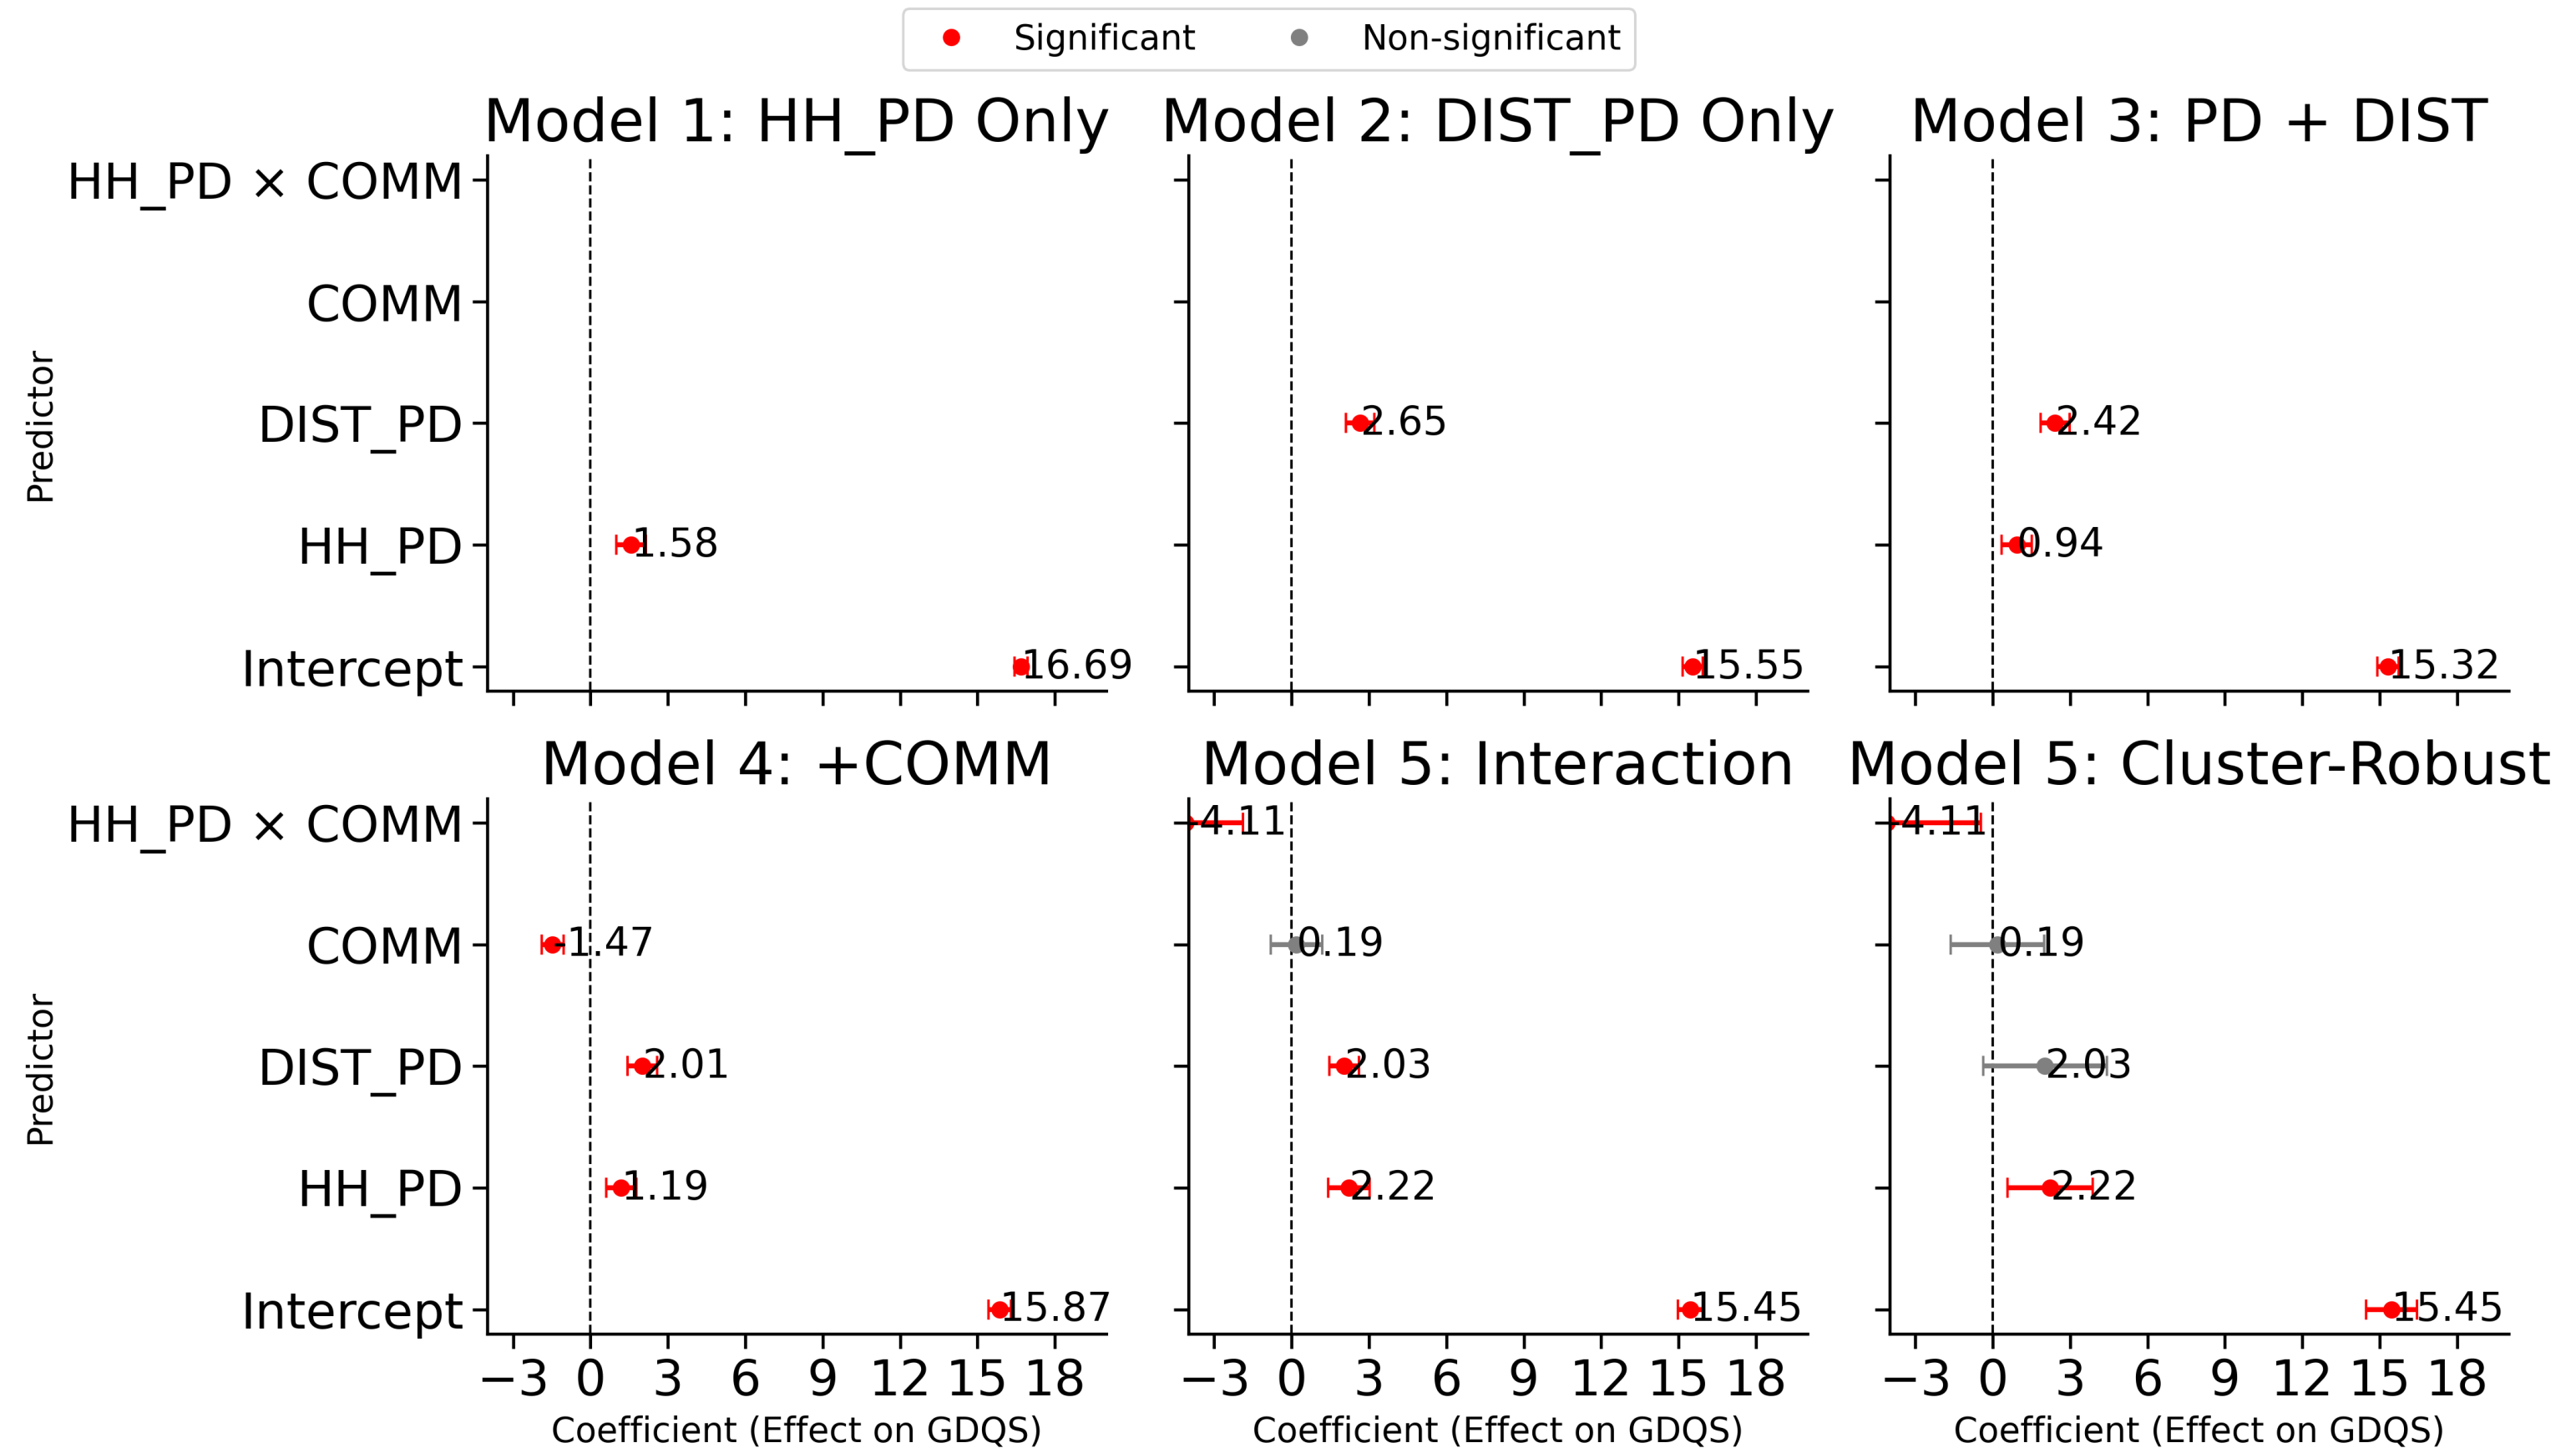 Significant Non-significant
Model 1: HH_PD Only
Model 2: DIST_PD Only
Model 3: PD + DIST
Predictor
HH_PD × COMM
COMM
DIST_PD
HH_PD
Intercept
1.58
16.69
2.65
15.55
2.42
0.94
15.32
Model 4: +COMM
Model 5: Interaction
Model 5: Cluster-Robust
Predictor
HH_PD × COMM
COMM
DIST_PD
HH_PD
Intercept
-1.47
2.01
1.19
15.87
-4.11
0.19
2.03
2.22
15.45
-4.11
0.19
2.03
2.22
15.45
−3 0 3 6 9 12 15 18
−3 0 3 6 9 12 15 18
−3 0 3 6 9 12 15 18
Coefficient (Effect on GDQS)
Coefficient (Effect on GDQS)
Coefficient (Effect on GDQS)